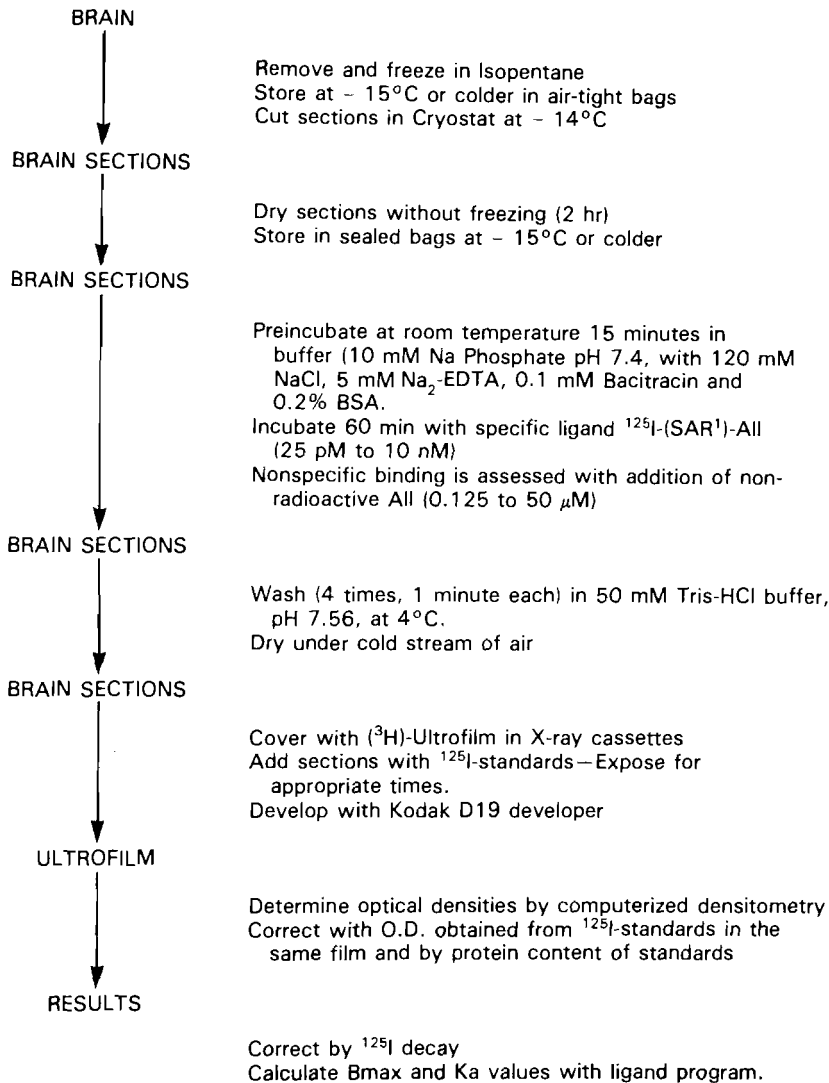 BRAIN
Remove and freeze in Isopentane
Store at – 15°C or colder in air-tight bags
Cut sections in Cryostat at – 14°C
BRAIN SECTIONS
Dry sections without freezing (2 hr)
Store in sealed bags at – 15°C or colder
BRAIN SECTIONS
Preincubate at room temperature 15 minutes in
buffer (10 mM Na Phosphate pH 7.4, with 120 mM
NaCl, 5 mM Na₂-EDTA, 0.1 mM Bacitracin and
0.2% BSA.
Incubate 60 min with specific ligand ¹²⁵I-(SAR¹)-AII
(25 pM to 10 nM)
Nonspecific binding is assessed with addition of non-
radioactive AII (0.125 to 50 μM)
BRAIN SECTIONS
Wash (4 times, 1 minute each) in 50 mM Tris-HCl buffer,
pH 7.56, at 4°C.
Dry under cold stream of air
BRAIN SECTIONS
Cover with (³H)-Ultrofilm in X-ray cassettes
Add sections with ¹²⁵I-standards—Expose for
appropriate times.
Develop with Kodak D19 developer
ULTROFILM
Determine optical densities by computerized densitometry
Correct with O.D. obtained from ¹²⁵I-standards in the
same film and by protein content of standards
RESULTS
Correct by ¹²⁵I decay
Calculate Bmax and Ka values with ligand program.